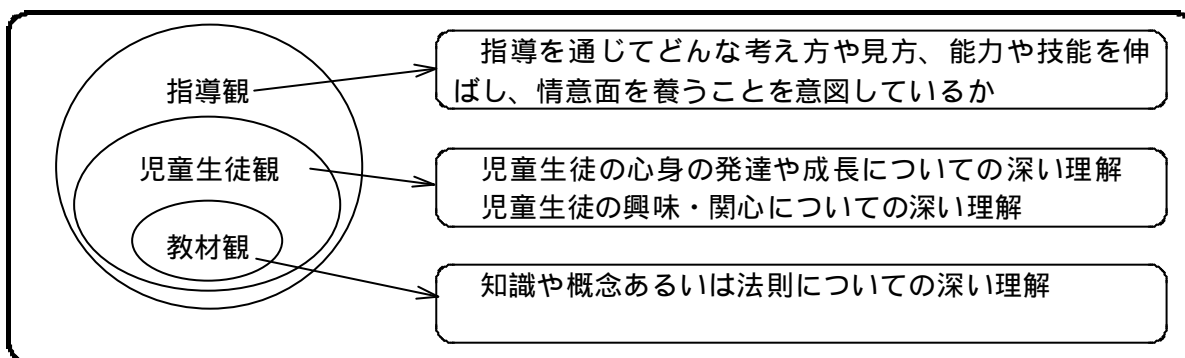 指導観
指導を通じてどんな考え方や見方、能力や技能を伸
ばし、情意面を養うことを意図しているか
児童生徒観
児童生徒の心身の発達や成長についての深い理解
児童生徒の興味・関心についての深い理解
教材観
知識や概念あるいは法則についての深い理解